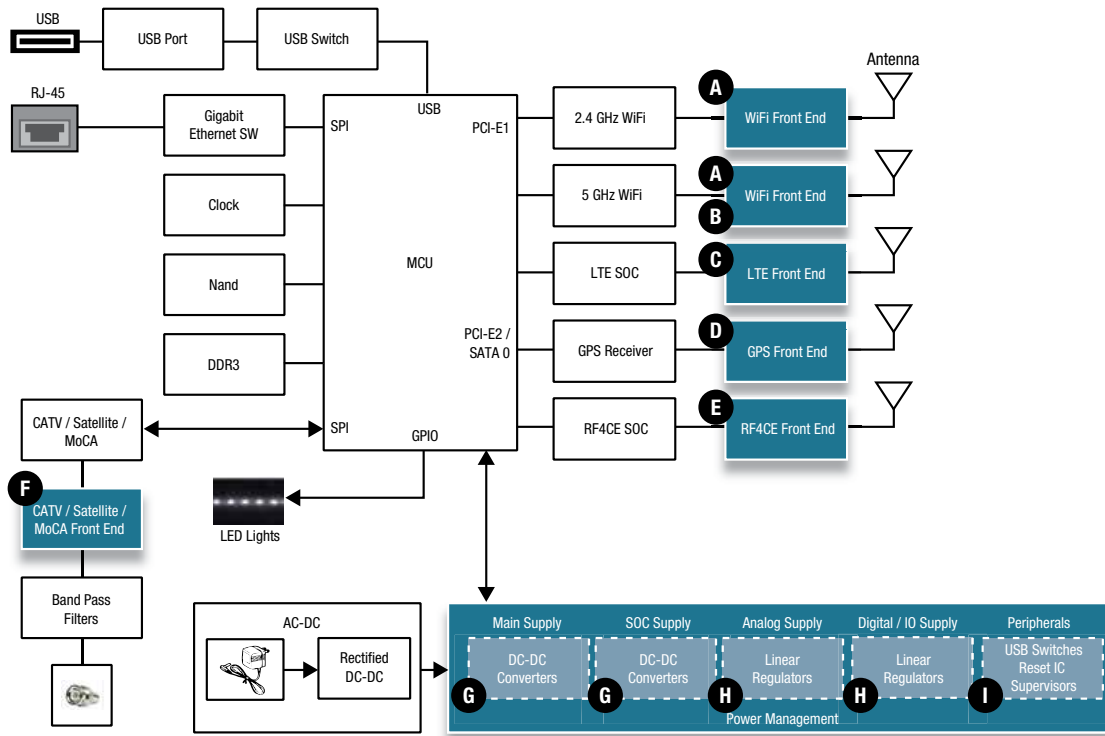 USB
USB Port
USB Switch
Antenna
RJ-45
Gigabit
Ethernet SW
SPI
USB
PCI-E1
2.4 GHz WiFi
A
WiFi Front End
Clock
5 GHz WiFi
A
B
WiFi Front End
MCU
LTE SOC
C
LTE Front End
Nand
DDR3
PCI-E2 /
SATA 0
GPS Receiver
D
GPS Front End
CATV / Satellite /
MoCA
SPI
GPIO
RF4CE SOC
E
RF4CE Front End
F
CATV / Satellite /
MoCA Front End
LED Lights
Band Pass
Filters
AC-DC
Rectified
DC-DC
Main Supply
DC-DC
Converters
G
SOC Supply
DC-DC
Converters
G
Analog Supply
Linear
Regulators
H
Digital / IO Supply
Linear
Regulators
H
Peripherals
USB Switches
Reset IC
Supervisors
I
Power Management